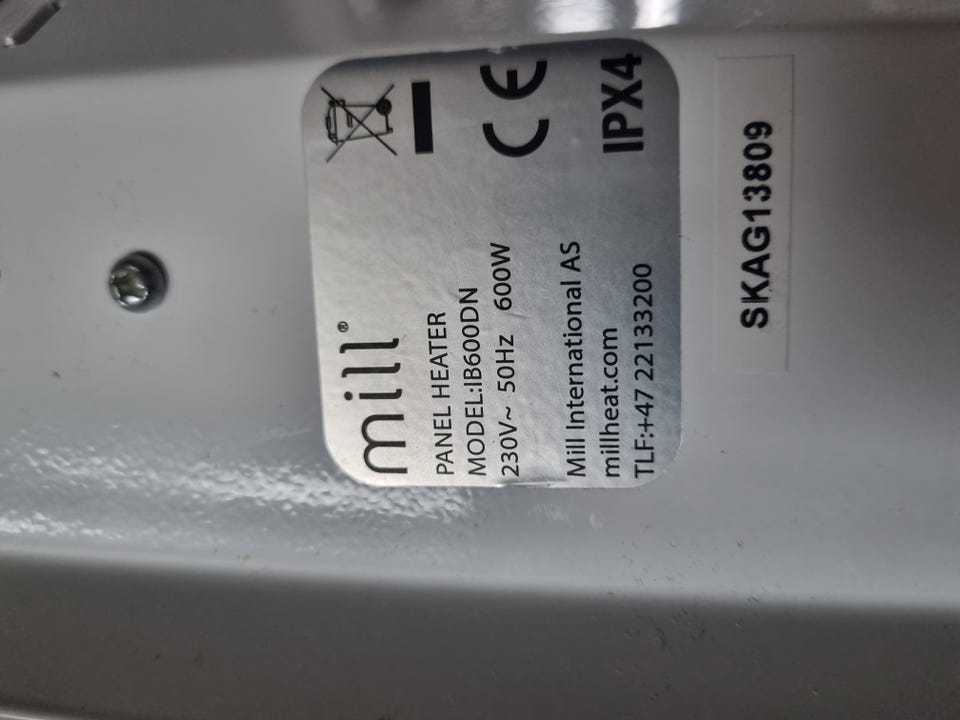 mill®
PANEL HEATER
MODEL:IB600DN
230V~ 50Hz 600W
Mill International AS
millheat.com
TLF:+47 22133200
CE
IPX4
SKAG13809